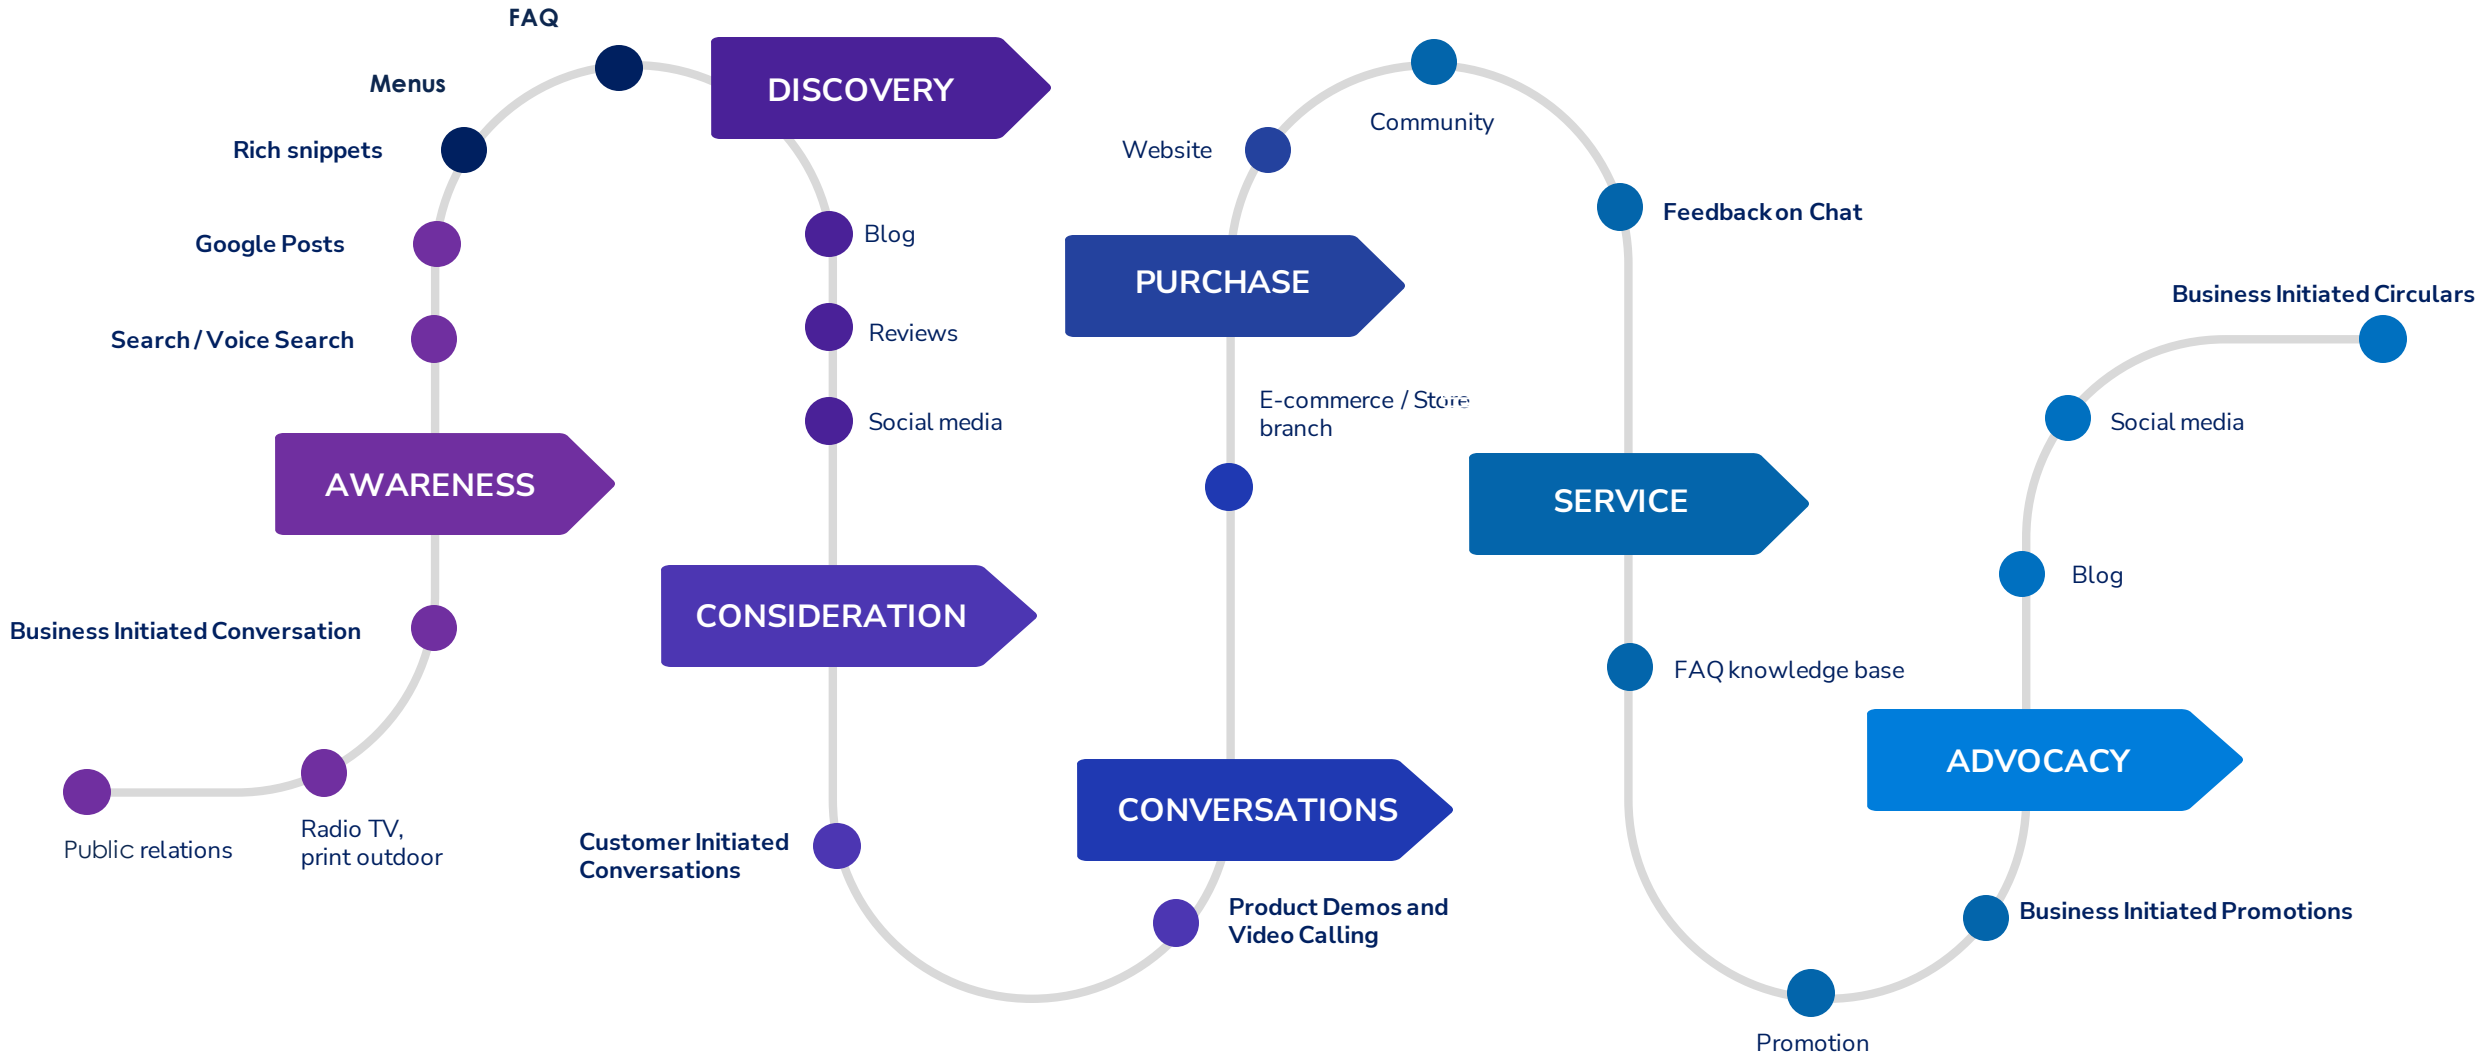 FAQ
Menus
Rich snippets
Google Posts
Search / Voice Search
AWARENESS
Business Initiated Conversation
Public relations
Radio TV,
print outdoor
DISCOVERY
Blog
Reviews
Social media
CONSIDERATION
Customer Initiated
Conversations
Product Demos and
Video Calling
CONVERSATIONS
E-commerce / Store
branch
PURCHASE
Website
Community
Feedback on Chat
SERVICE
FAQ knowledge base
Promotion
Business Initiated Promotions
ADVOCACY
Blog
Social media
Business Initiated Circulars